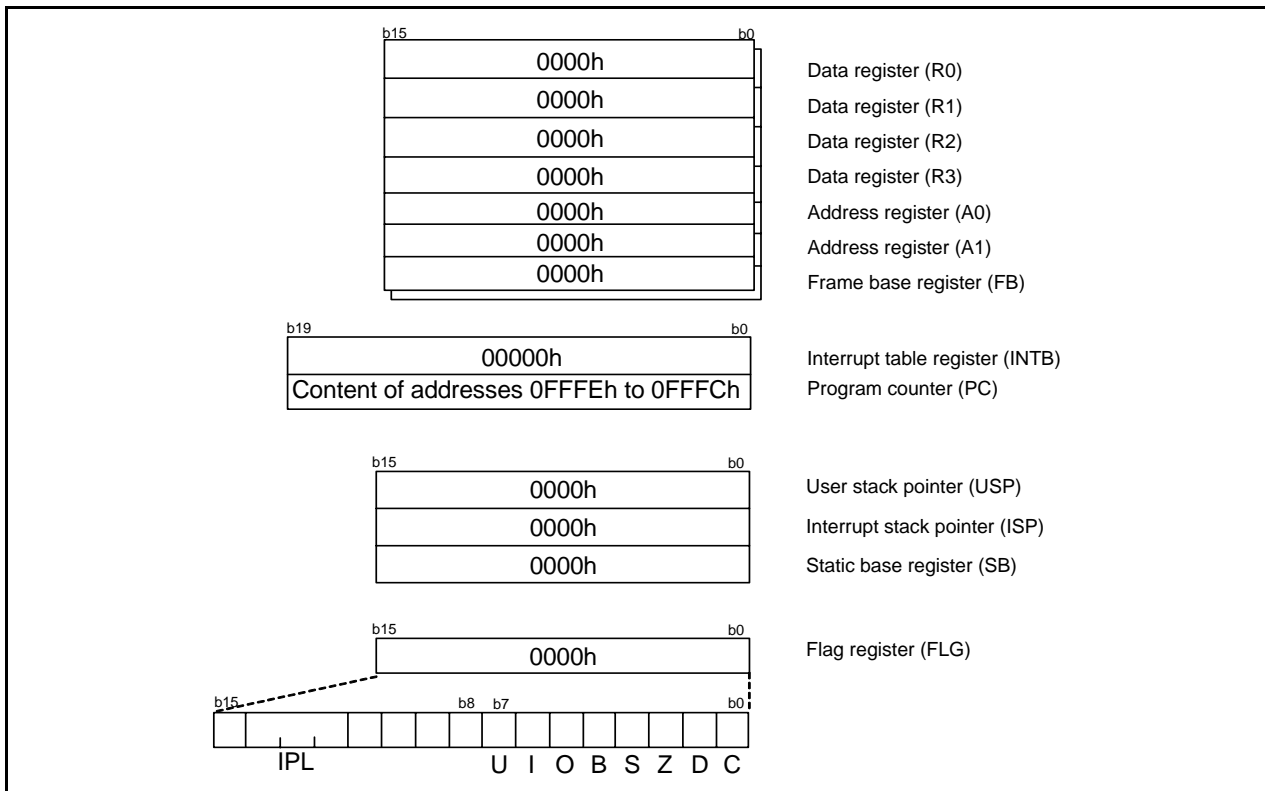 b15 b0
0000h Data register (R0)
0000h Data register (R1)
0000h Data register (R2)
0000h Data register (R3)
0000h Address register (A0)
0000h Address register (A1)
0000h Frame base register (FB)
b19 b0
00000h Interrupt table register (INTB)
Content of addresses 0FFFEh to 0FFFCh Program counter (PC)
b15 b0
0000h User stack pointer (USP)
0000h Interrupt stack pointer (ISP)
0000h Static base register (SB)
b15 b0
0000h Flag register (FLG)
b15 b8 b7 b0
IPL U I O B S Z D C